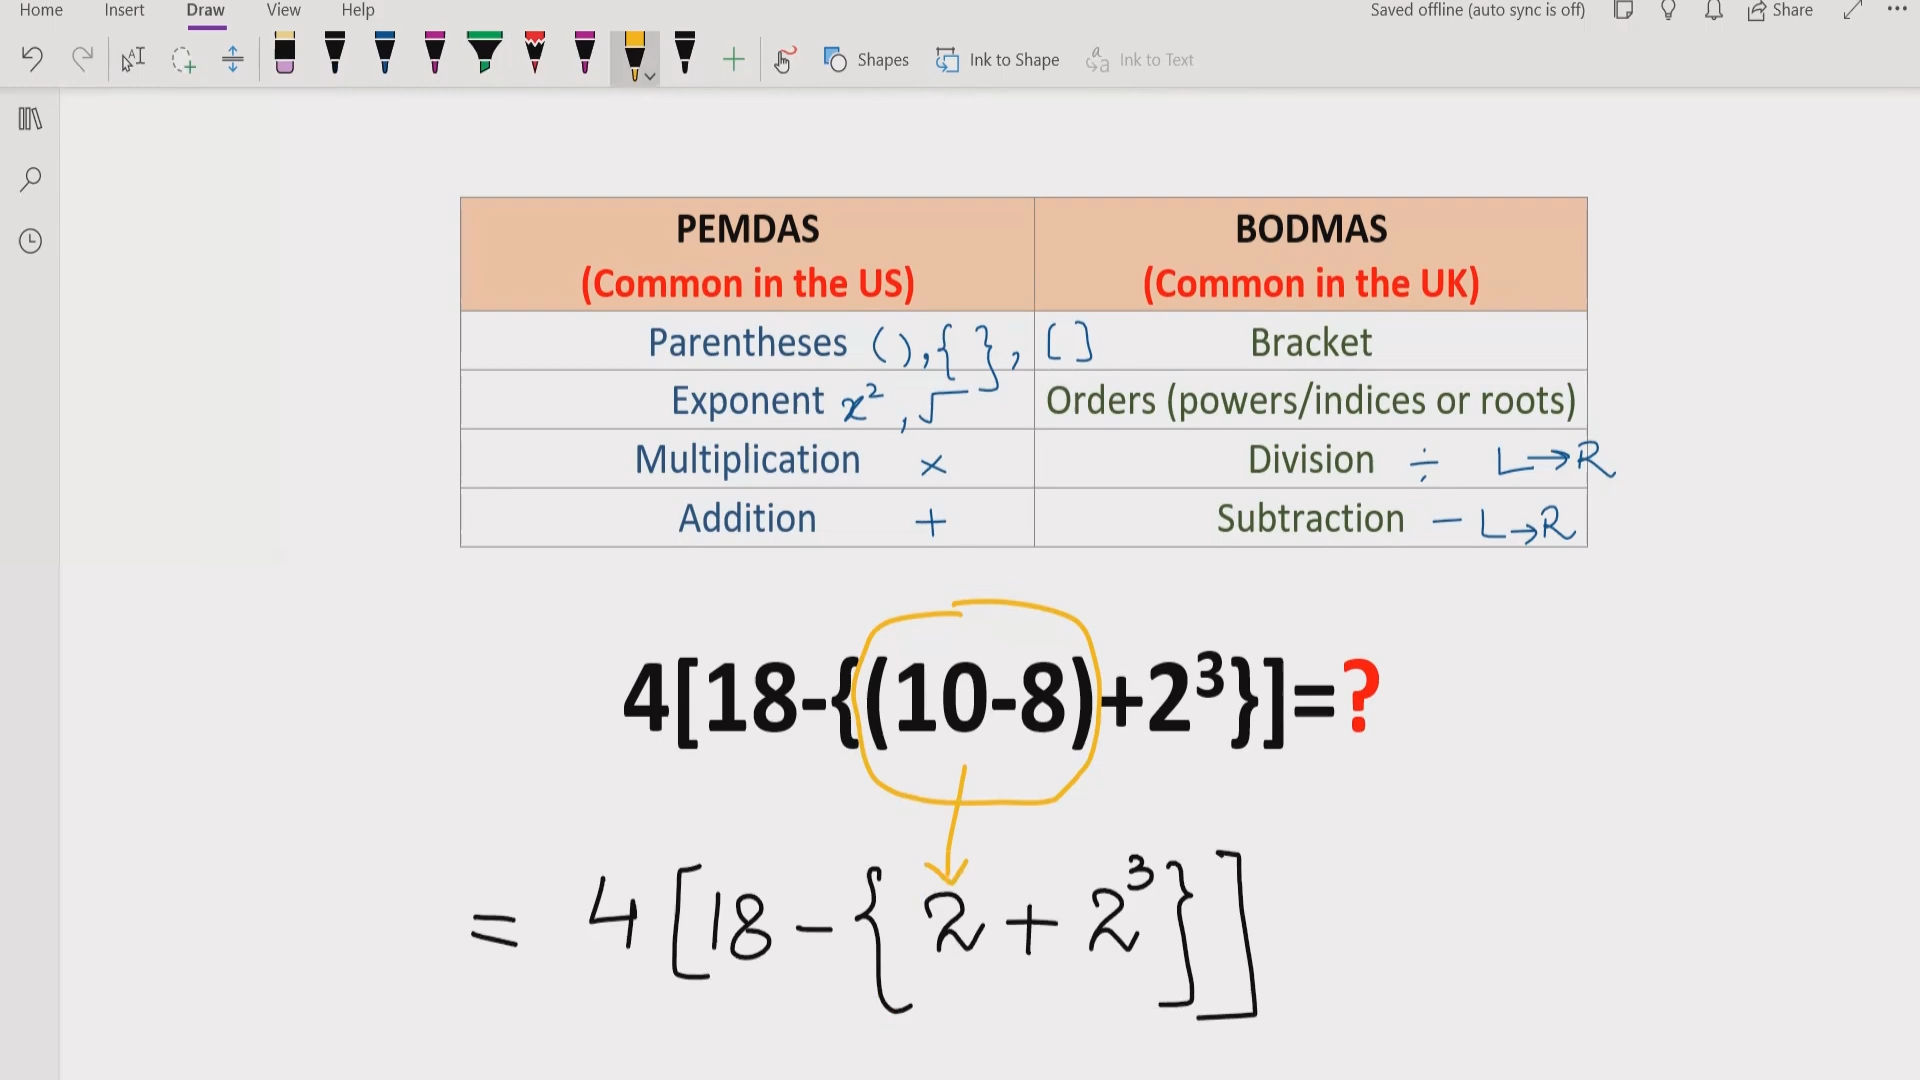 Home Insert Draw View Help Saved offline (auto sync is off) Share
Shapes Ink to Shape Ink to Text
PEMDAS
(Common in the US)
BODMAS
(Common in the UK)
Parentheses ( ), { }, [ ] Bracket
Exponent x², √ Orders (powers/indices or roots)
Multiplication × Division ÷ L→R
Addition + Subtraction − L→R
4[18-{(10-8)+2³}]=?
= 4[18-{2+2³}]